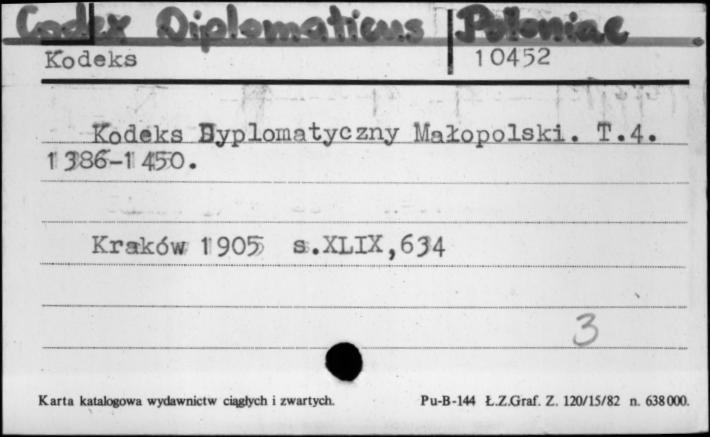 Codex Diplomaticus Poloniae
Kodeks 10452
Kodeks Dyplomatyczny Małopolski. T.4.
1386-1450.
Kraków 1905 s.XLIX,634
3
Karta katalogowa wydawnictw ciągłych i zwartych. Pu-B-144 Ł.Z.Graf. Z. 120/15/82 n. 638000.